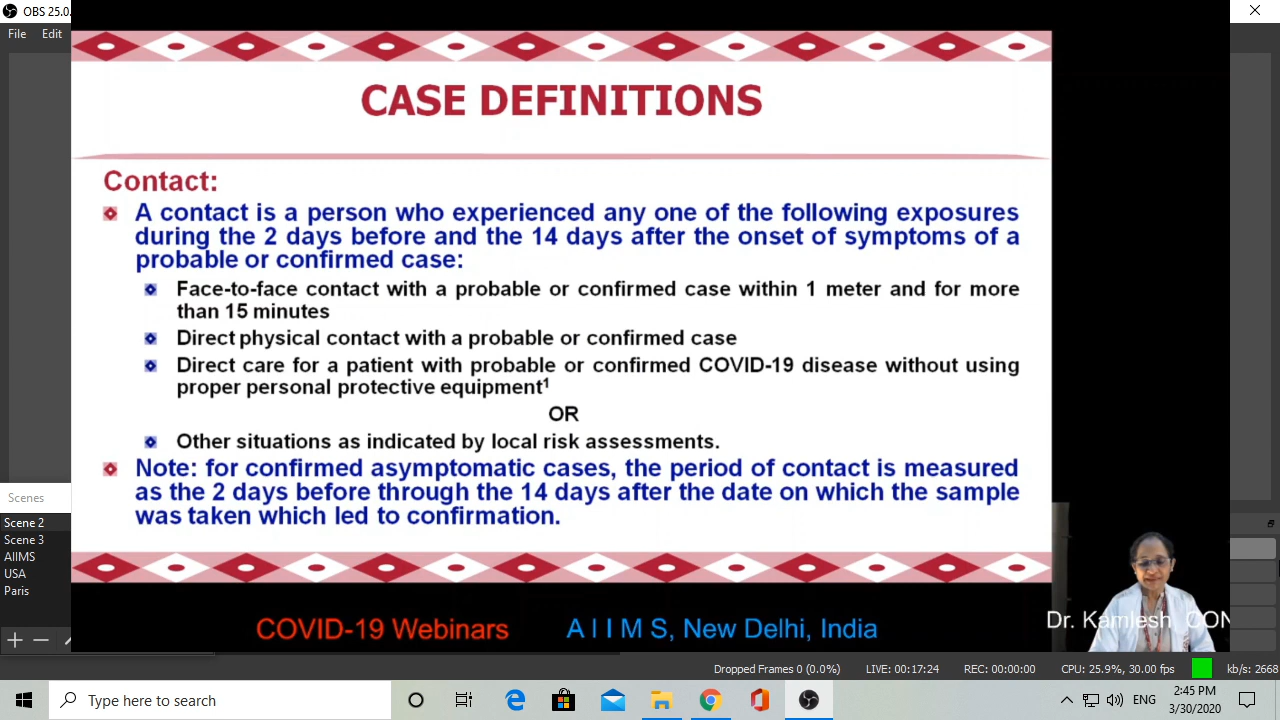 OBS 25.0.
File Edit
CASE DEFINITIONS
Contact:
A contact is a person who experienced any one of the following exposures
during the 2 days before and the 14 days after the onset of symptoms of a
probable or confirmed case:
Face-to-face contact with a probable or confirmed case within 1 meter and for more
than 15 minutes
Direct physical contact with a probable or confirmed case
Direct care for a patient with probable or confirmed COVID-19 disease without using
proper personal protective equipment¹
OR
Other situations as indicated by local risk assessments.
Note: for confirmed asymptomatic cases, the period of contact is measured
as the 2 days before through the 14 days after the date on which the sample
was taken which led to confirmation.
Scenes
Scene 2
Scene 3
AIIMS
USA
Paris
Dr. Kamlesh CON
COVID-19 Webinars A I I M S, New Delhi, India
Dropped Frames 0 (0.0%) LIVE: 00:17:24 REC: 00:00:00 CPU: 25.9%, 30.00 fps kb/s: 2668
Type here to search
ENG
2:45 PM
3/30/2020